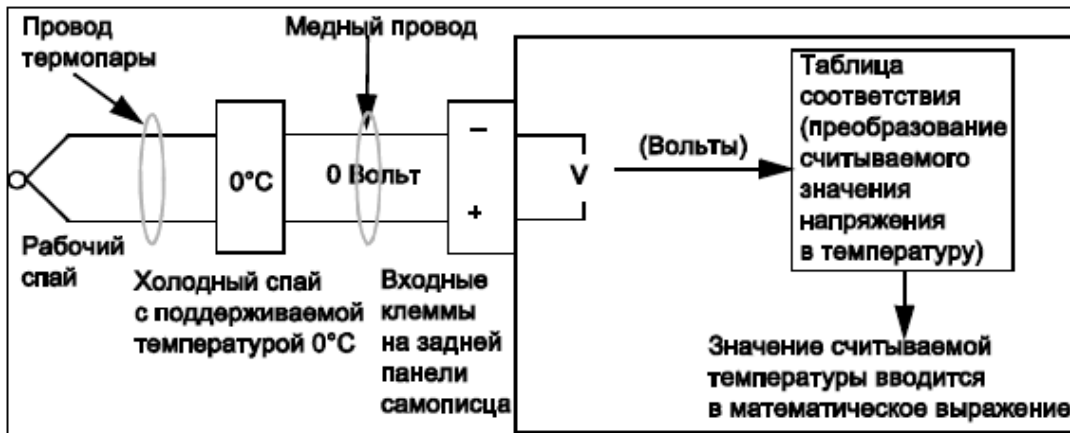 Провод
термопары
Медный провод
Таблица
соответствия
(преобразование
считываемого
значения
напряжения
в температуру)
(Вольты)
–
0°C
0 Вольт
V
+
Рабочий
спай
Холодный спай
с поддерживаемой
температурой 0°C
Входные
клеммы
на задней
панели
самописца
Значение считываемой
температуры вводится
в математическое выражение